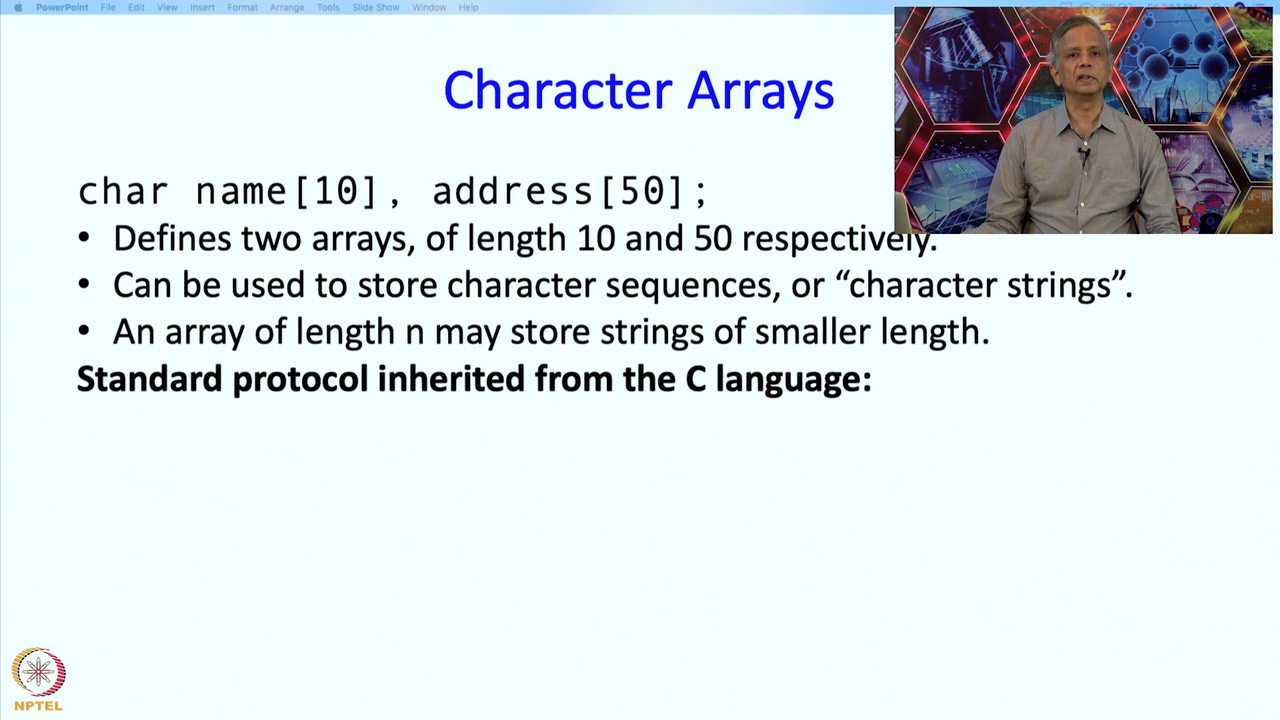 PowerPoint File Edit View Insert Format Arrange Tools Slide Show Window Help
Character Arrays
char name[10], address[50];
• Defines two arrays, of length 10 and 50 respectively.
• Can be used to store character sequences, or “character strings”.
• An array of length n may store strings of smaller length.
Standard protocol inherited from the C language:
NPTEL